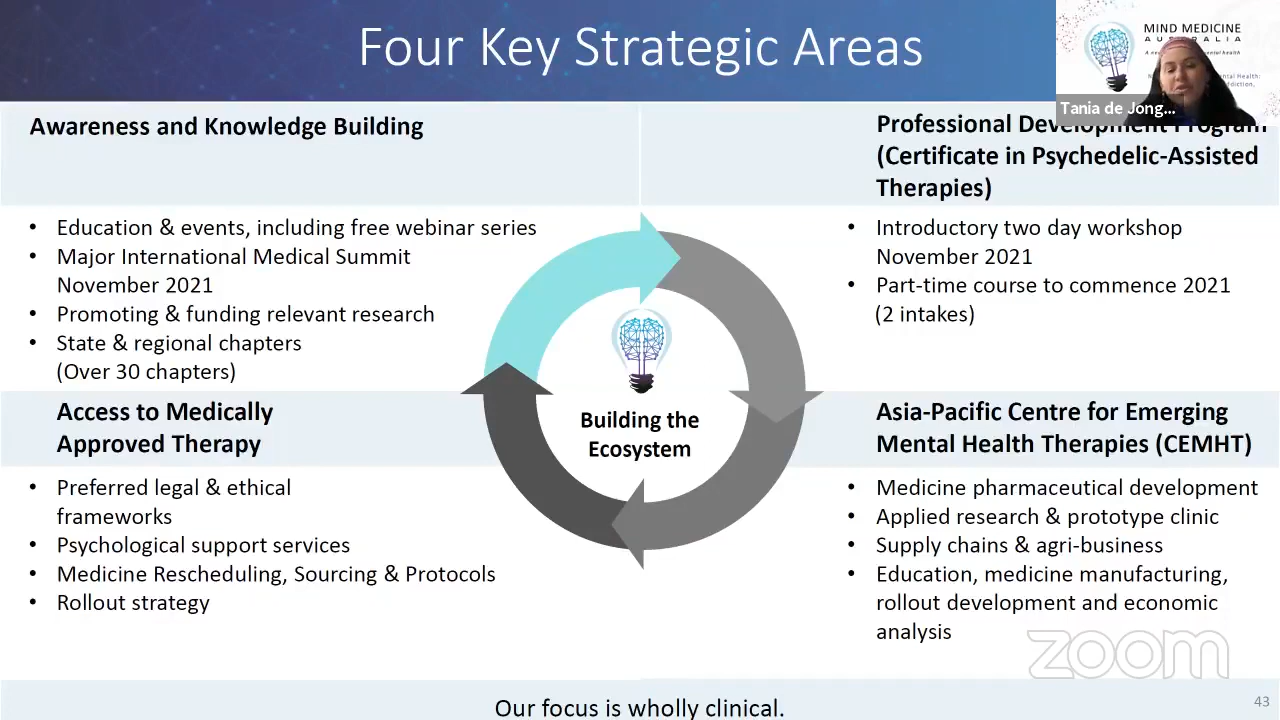 Four Key Strategic Areas
MIND MEDICINE
AUSTRALIA
Tania de Jong...
Awareness and Knowledge Building
• Education & events, including free webinar series
• Major International Medical Summit
November 2021
• Promoting & funding relevant research
• State & regional chapters
(Over 30 chapters)
Professional Development Program
(Certificate in Psychedelic-Assisted
Therapies)
• Introductory two day workshop
November 2021
• Part-time course to commence 2021
(2 intakes)
Building the
Ecosystem
Access to Medically
Approved Therapy
• Preferred legal & ethical
frameworks
• Psychological support services
• Medicine Rescheduling, Sourcing & Protocols
• Rollout strategy
Asia-Pacific Centre for Emerging
Mental Health Therapies (CEMHT)
• Medicine pharmaceutical development
• Applied research & prototype clinic
• Supply chains & agri-business
• Education, medicine manufacturing,
rollout development and economic
analysis
zoom
Our focus is wholly clinical.
43